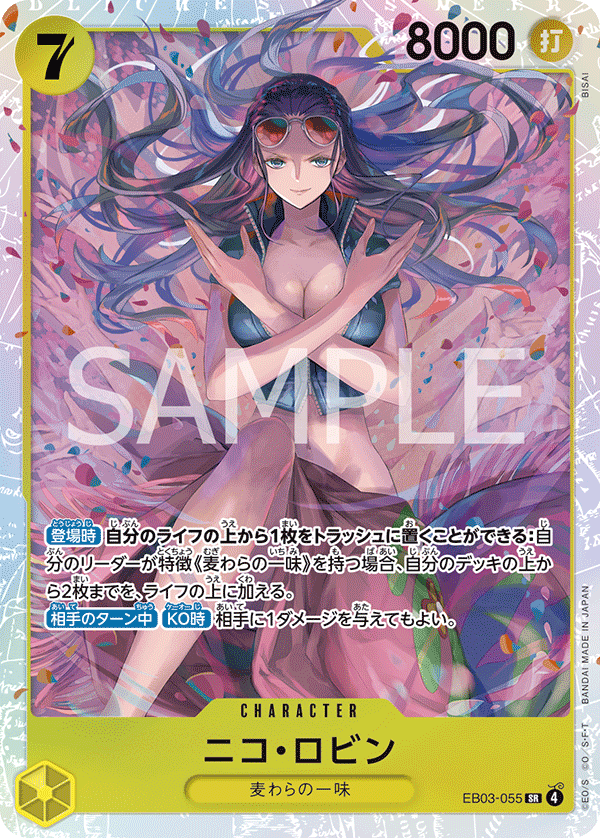 7
8000
打
BISAI
SAMPLE
登場時 自分のライフの上から1枚をトラッシュに置くことができる：自
分のリーダーが特徴《麦わらの一味》を持つ場合、自分のデッキの上か
ら2枚までを、ライフの上に加える。
相手のターン中 KO時 相手に1ダメージを与えてもよい。
CHARACTER
ニコ・ロビン
麦わらの一味
EB03-055 SR 4
©E.O/S ©O/S・F・T BANDAI MADE IN JAPAN